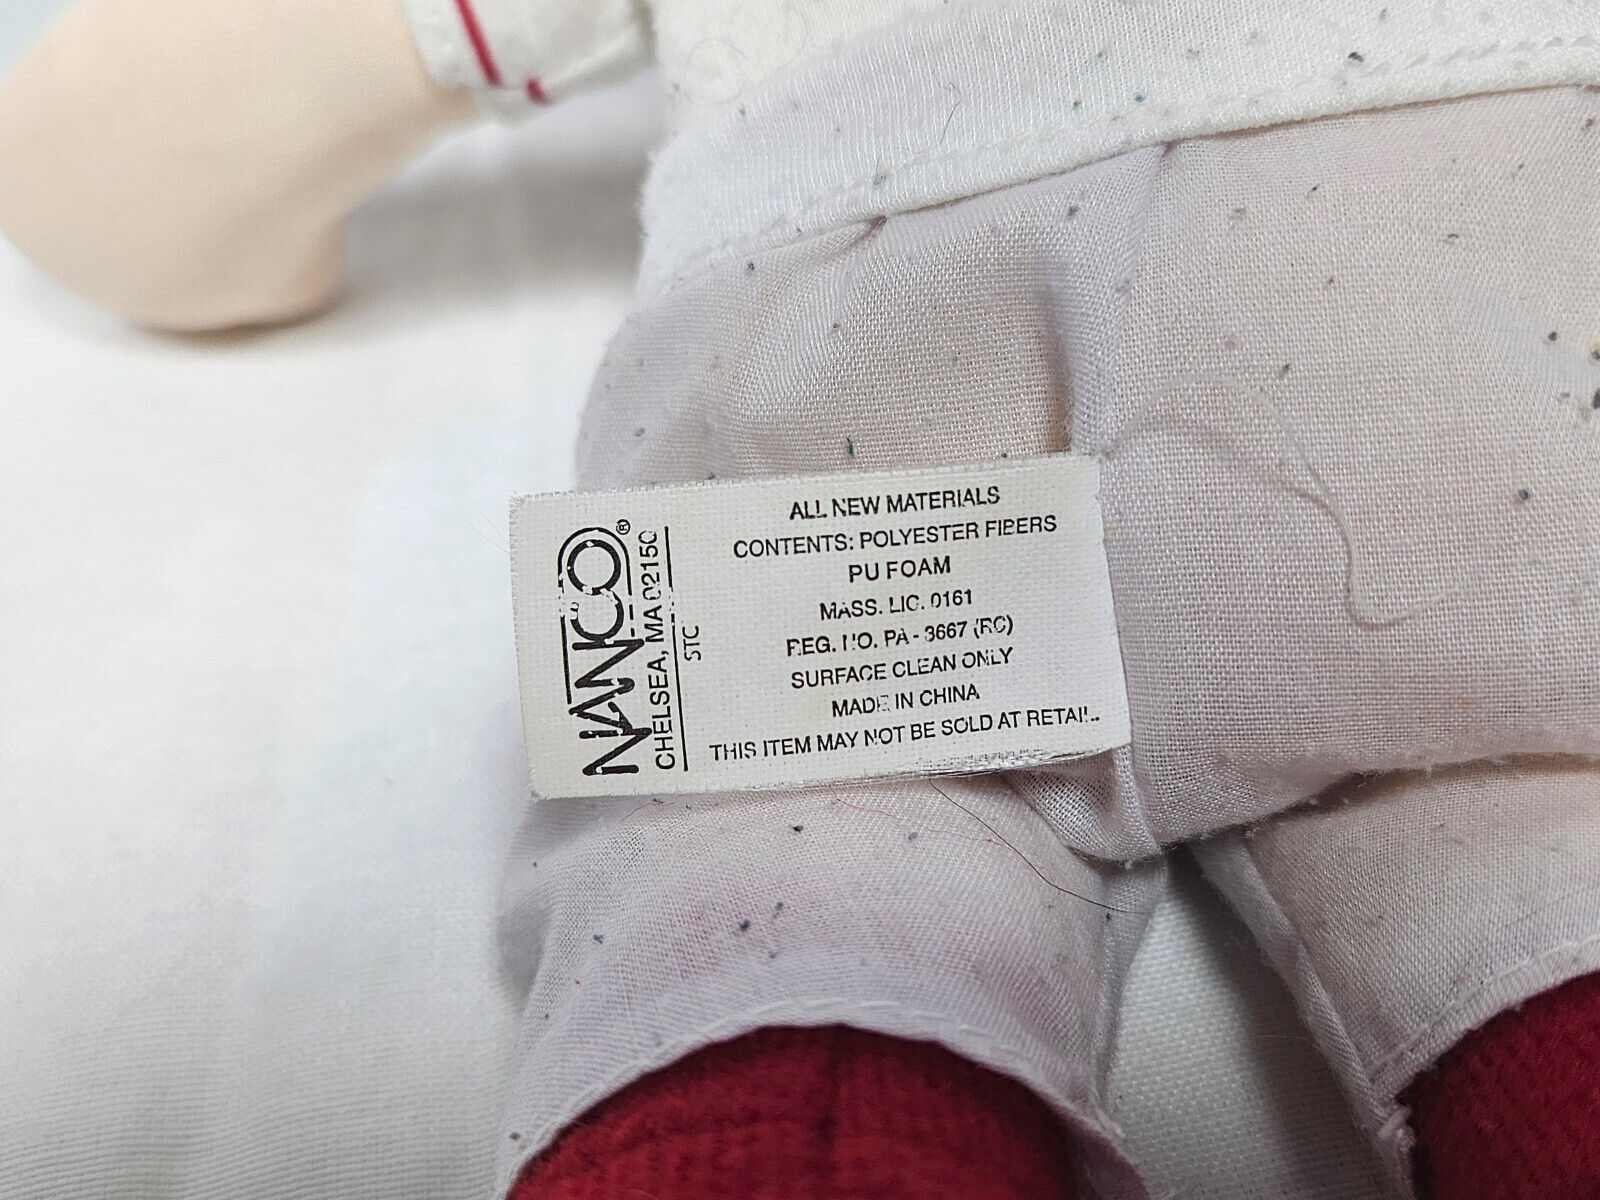 NANCO®
CHELSEA, MA 02150
STC
ALL NEW MATERIALS
CONTENTS: POLYESTER FIBERS
PU FOAM
MASS. LIC. 0161
REG. NO. PA - 3667 (RC)
SURFACE CLEAN ONLY
MADE IN CHINA
THIS ITEM MAY NOT BE SOLD AT RETAIL.